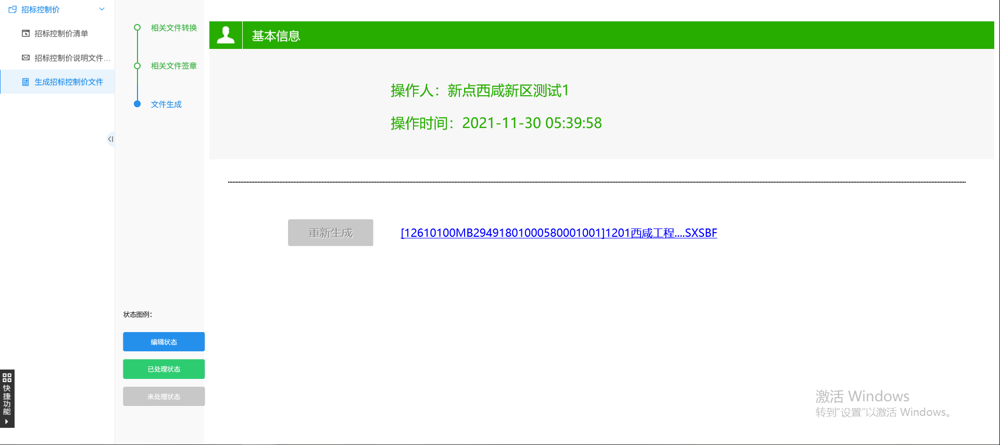 招标控制价
招标控制价清单
招标控制价说明文件...
生成招标控制价文件
相关文件转换
相关文件签章
文件生成
基本信息
操作人：新点西咸新区测试1
操作时间：2021-11-30 05:39:58
重新生成
[12610100MB29491801000580001001]1201西咸工程....SXSBF
状态图例：
编辑状态
已处理状态
未处理状态
快捷功能
激活 Windows
转到“设置”以激活 Windows。